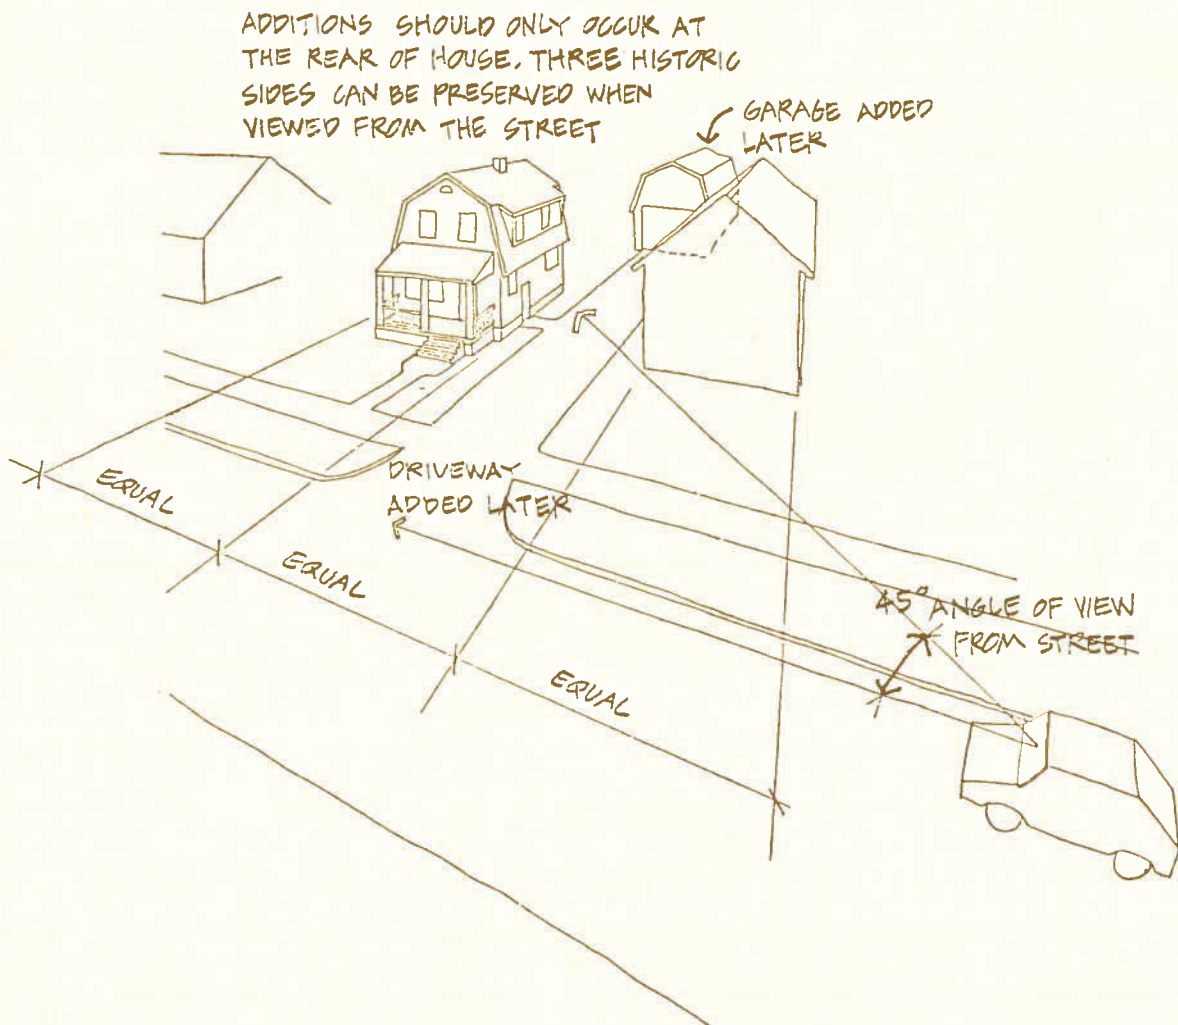 ADDITIONS SHOULD ONLY OCCUR AT
THE REAR OF HOUSE. THREE HISTORIC
SIDES CAN BE PRESERVED WHEN
VIEWED FROM THE STREET
GARAGE ADDED
LATER
DRIVEWAY
ADDED LATER
EQUAL
EQUAL
EQUAL
45° ANGLE OF VIEW
FROM STREET